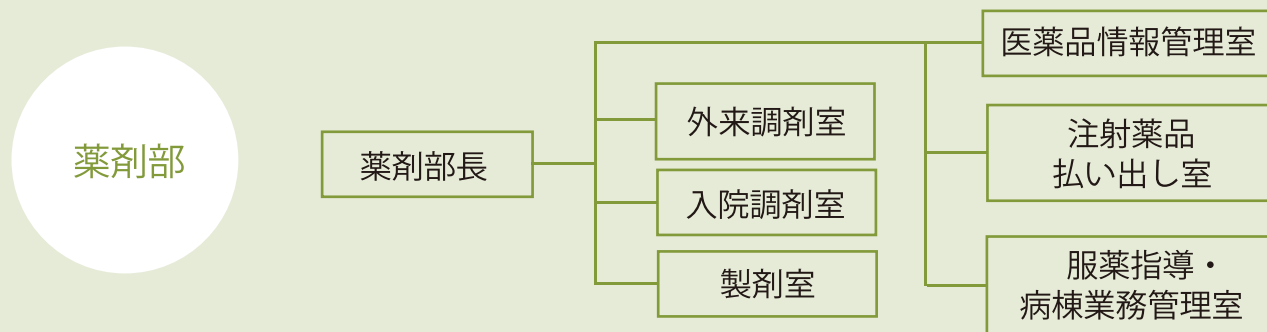 薬剤部
薬剤部長
外来調剤室
入院調剤室
製剤室
医薬品情報管理室
注射薬品
払い出し室
服薬指導・
病棟業務管理室